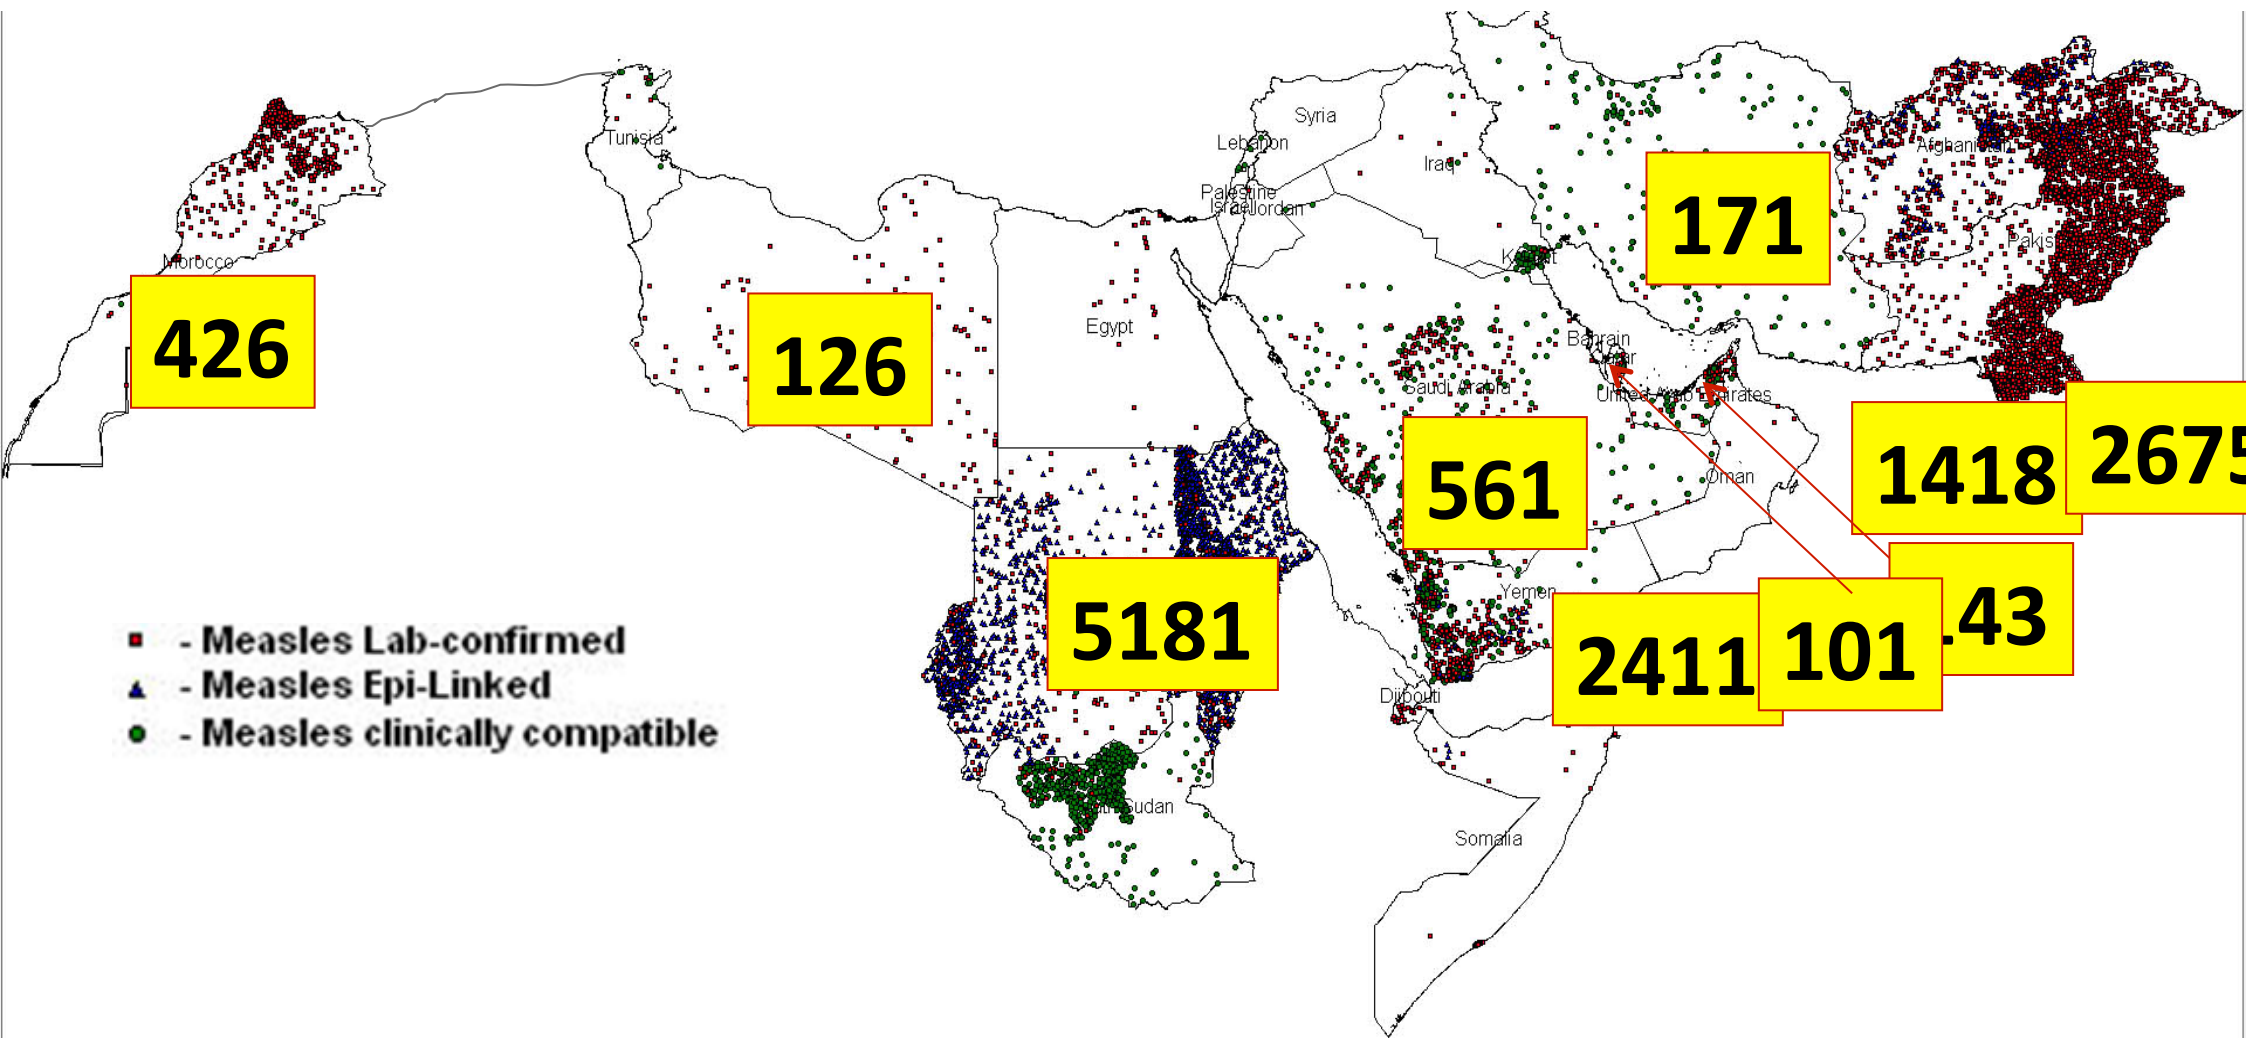 Syria
Tunisia
Lebanon
Iraq
Afghanistan
Palestine
Israel
Jordan
171
Pakis
Morocco
426
126
Egypt
Bahrain
Saudi Arabia
United Arab Emirates
561
Oman
1418
2675
5181
Yemen
2411
101
43
- Measles Lab-confirmed
- Measles Epi-Linked
- Measles clinically compatible
Djibouti
Sudan
Somalia